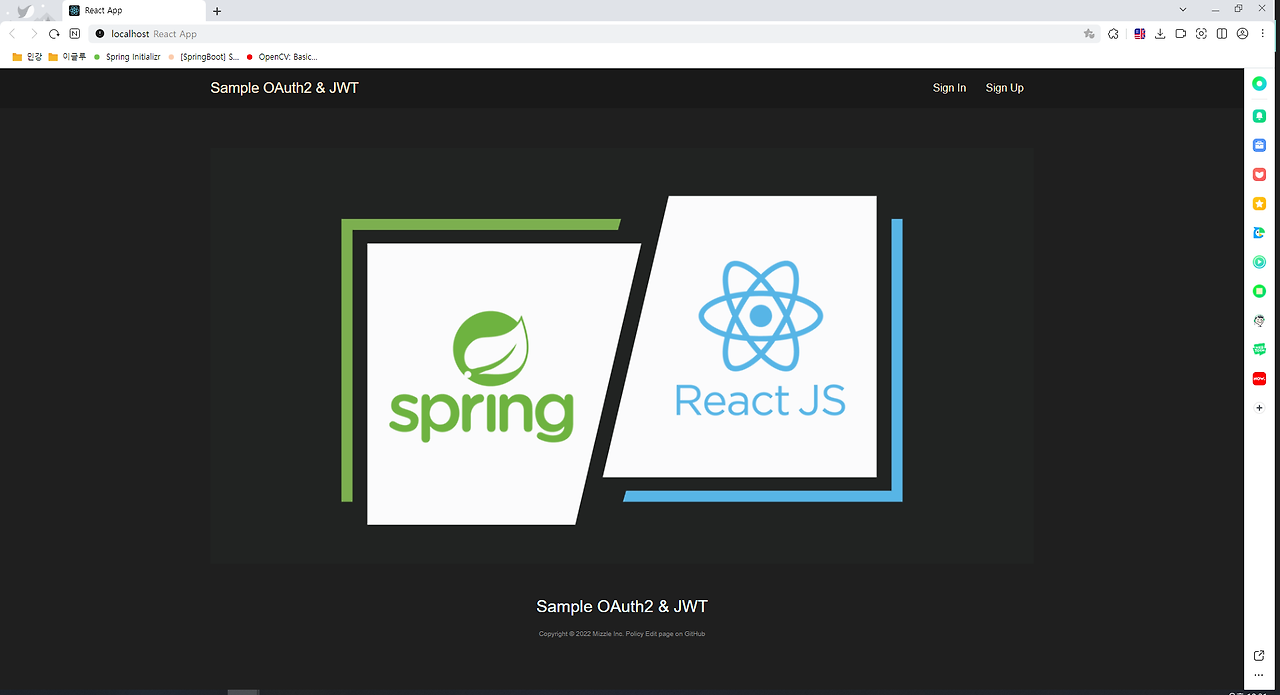 React App
localhost React App
인강 이글루 Spring Initializr [SpringBoot] S... OpenCV: Basic...
Sample OAuth2 & JWT Sign In Sign Up
spring
React JS
Sample OAuth2 & JWT
Copyright © 2022 Mizzle Inc. Policy Edit page on GitHub